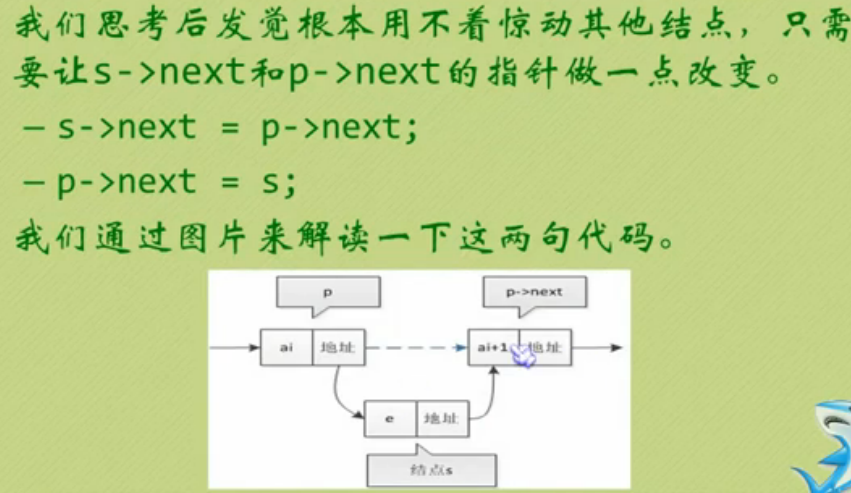 我们思考后发觉根本用不着惊动其他结点，只需
要让s->next和p->next的指针做一点改变。
– s->next = p->next;
– p->next = s;
我们通过图片来解读一下这两句代码。
p
p->next
ai 地址
ai+1 地址
e 地址
结点s